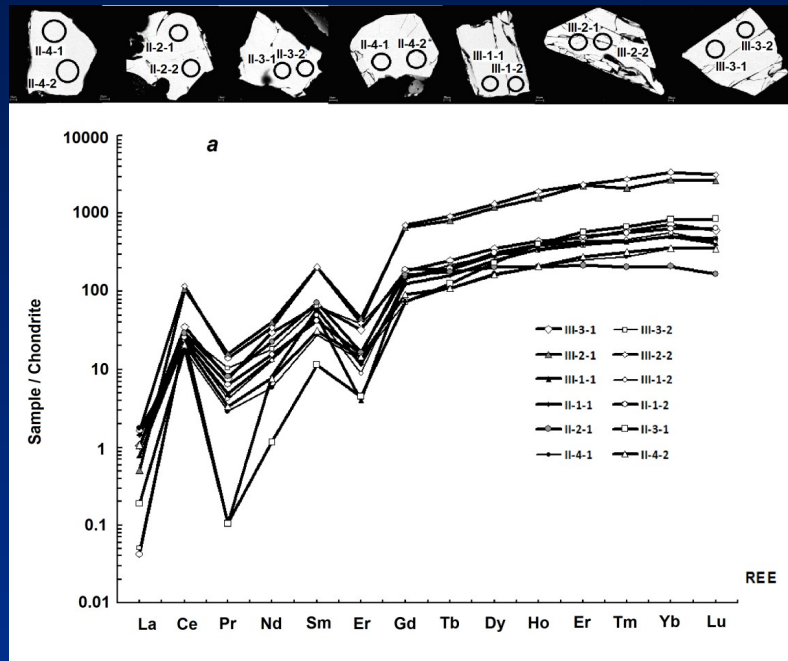 II-4-1
II-4-2
II-2-1
II-2-2
II-3-1 II-3-2
II-4-1 II-4-2
III-1-1
III-1-2
III-2-1
III-2-2
III-3-2
III-3-1
a
10000
1000
100
10
1
0.1
0.01
Sample / Chondrite
III-3-1 III-3-2
III-2-1 III-2-2
III-1-1 III-1-2
II-1-1 II-1-2
II-2-1 II-3-1
II-4-1 II-4-2
REE
La Ce Pr Nd Sm Er Gd Tb Dy Ho Er Tm Yb Lu